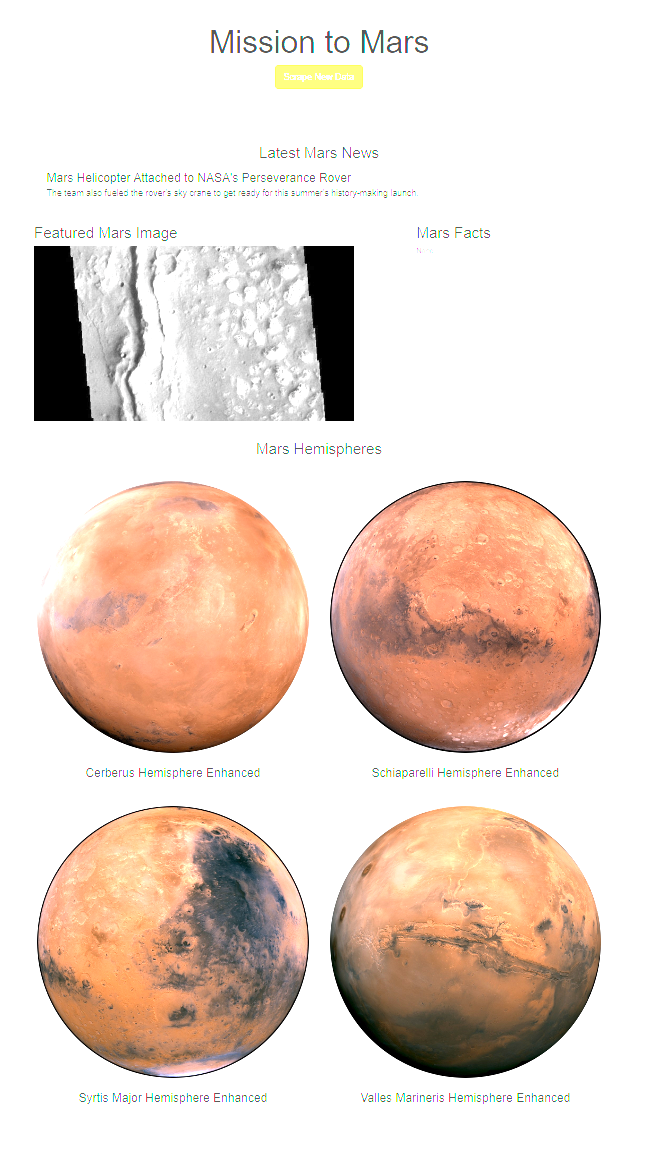 Mission to Mars
Scrape New Data
Latest Mars News
Mars Helicopter Attached to NASA's Perseverance Rover
The team also fueled the rover's sky crane to get ready for this summer's history-making launch.
Featured Mars Image
Mars Facts
Mars Hemispheres
Cerberus Hemisphere Enhanced
Schiaparelli Hemisphere Enhanced
Syrtis Major Hemisphere Enhanced
Valles Marineris Hemisphere Enhanced